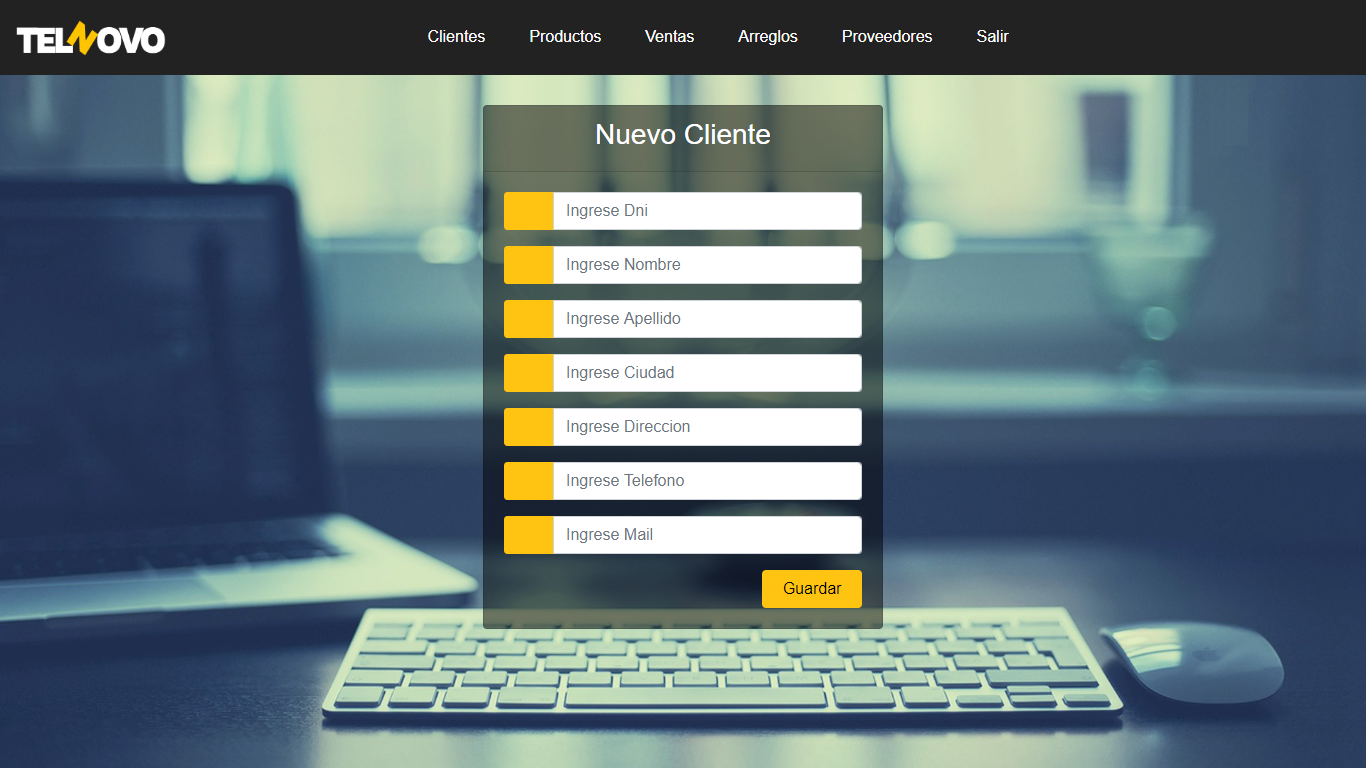 TELNOVO
Clientes Productos Ventas Arreglos Proveedores Salir
Nuevo Cliente
Ingrese Dni
Ingrese Nombre
Ingrese Apellido
Ingrese Ciudad
Ingrese Direccion
Ingrese Telefono
Ingrese Mail
Guardar